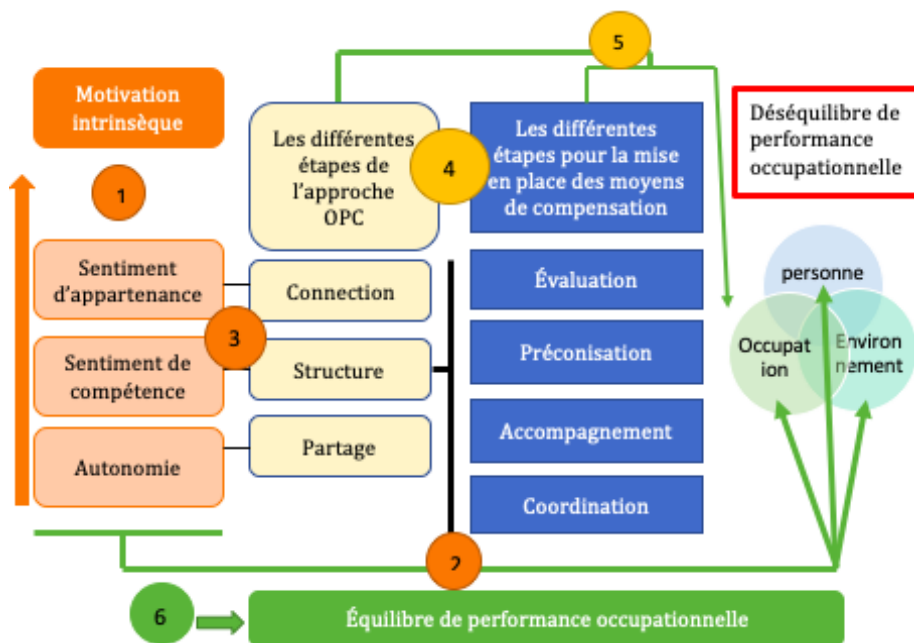 5
Motivation
intrinsèque
1
Les différentes
étapes de
l'approche
OPC
4
Les différentes
étapes pour la mise
en place des moyens
de compensation
Déséquilibre de
performance
occupationnelle
Sentiment
d'appartenance
Connection
Évaluation
personne
3
Sentiment de
compétence
Structure
Préconisation
Occupat
ion
Environ
nement
Autonomie
Partage
Accompagnement
Coordination
2
6
Équilibre de performance occupationnelle